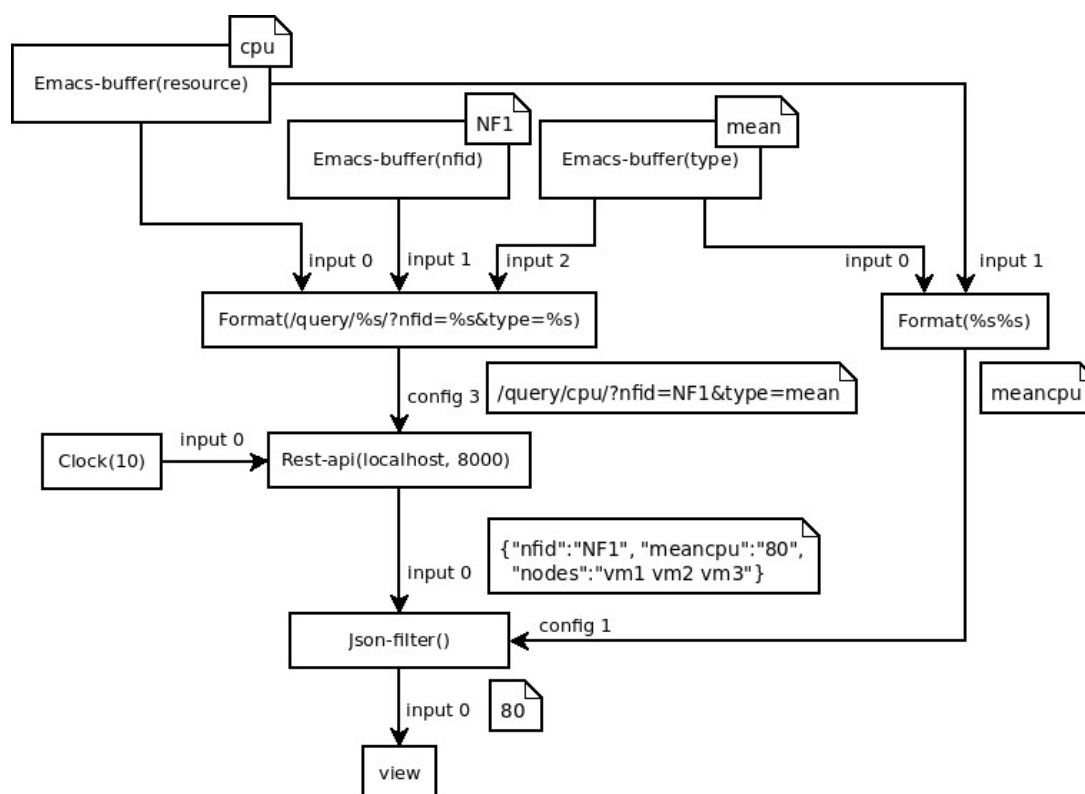 cpu
Emacs-buffer(resource)
NF1
Emacs-buffer(nfid)
mean
Emacs-buffer(type)
input 0
input 1
input 2
input 0
input 1
Format(/query/%s/?nfid=%s&type=%s)
Format(%s%s)
config 3
/query/cpu/?nfid=NF1&type=mean
meancpu
input 0
Clock(10)
Rest-api(localhost, 8000)
{"nfid":"NF1", "meancpu":"80",
"nodes":"vm1 vm2 vm3"}
input 0
config 1
Json-filter()
input 0
80
view